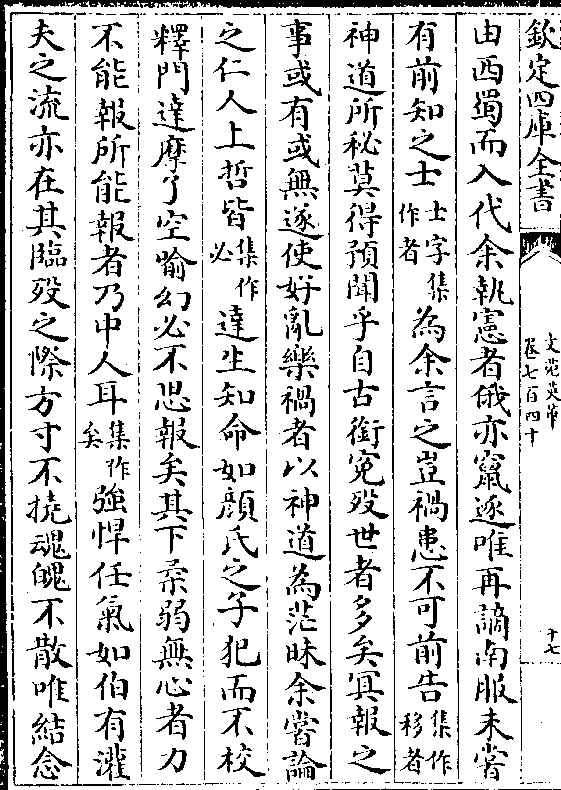 欽定四庫全書
文苑英華
卷七百四十
十七
由西蜀而入代余執憲者俄亦竄逐唯再謫南服未嘗
有前知之士士字集作者為余言之豈禍患不可前告集作移者
神道所秘莫得預聞乎自古銜寃歿世者多矣冥報之
事或有或無遂使好亂樂禍者以神道為茫昧余嘗論
之仁人上哲皆集作必達生知命如顔氏之子犯而不校
釋門達摩了空喻幻必不思報矣其下柔弱無心者力
不能報所能報者乃中人耳集作矣強悍任氣如伯有灌
夫之流亦在其臨歿之際方寸不撓魂魄不散唯結念